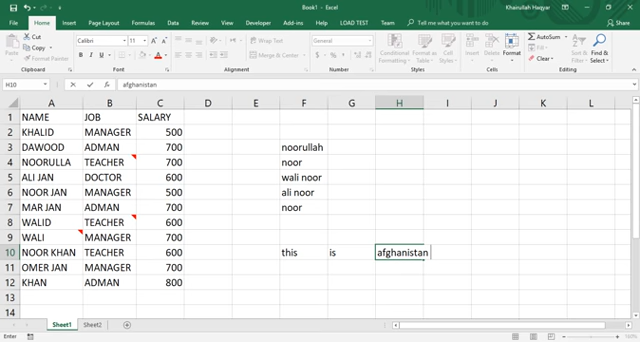 Book1 - Excel
Khairullah Haqyar
File Home Insert Page Layout Formulas Data Review View Developer Add-ins Help LOAD TEST Team Tell me what you want to do Share
Cut
Copy
Format Painter
Clipboard
Calibri 11
Font
Wrap Text
Merge & Center
Alignment
General
Number
Conditional Formatting
Format as Table
Cell Styles
Styles
Insert Delete Format
Cells
AutoSum
Fill
Clear
Sort & Filter
Find & Select
Editing
H10 afghanistan
A B C D E F G H I J K L
1 NAME JOB SALARY
2 KHALID MANAGER 500
3 DAWOOD ADMAN 700 noorullah
4 NOORULLA TEACHER 700 noor
5 ALI JAN DOCTOR 600 wali noor
6 NOOR JAN MANAGER 500 ali noor
7 MAR JAN ADMAN 700 noor
8 WALID TEACHER 600
9 WALI MANAGER 700
10 NOOR KHAN TEACHER 600 this is afghanistan
11 OMER JAN MANAGER 700
12 KHAN ADMAN 800
13
14
Sheet1 Sheet2
Enter